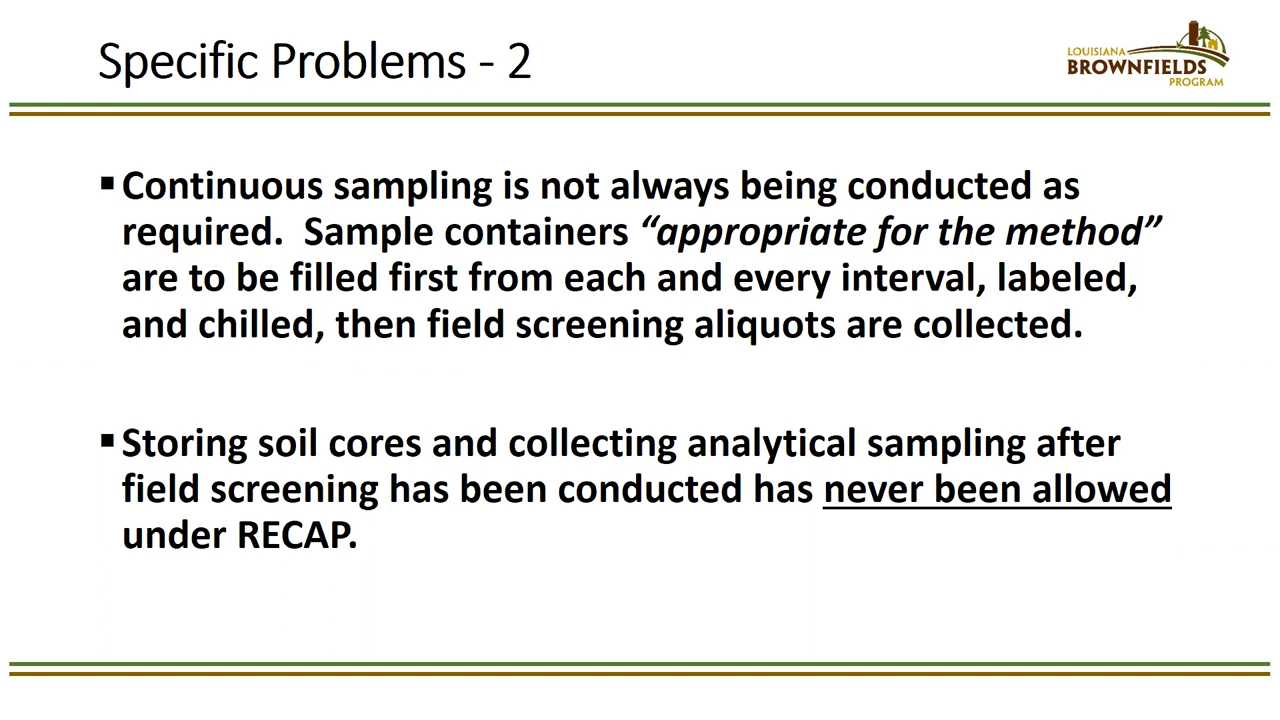 Specific Problems - 2
LOUISIANA
BROWNFIELDS
PROGRAM
▪Continuous sampling is not always being conducted as
required.  Sample containers “appropriate for the method”
are to be filled first from each and every interval, labeled,
and chilled, then field screening aliquots are collected.
▪Storing soil cores and collecting analytical sampling after
field screening has been conducted has never been allowed
under RECAP.